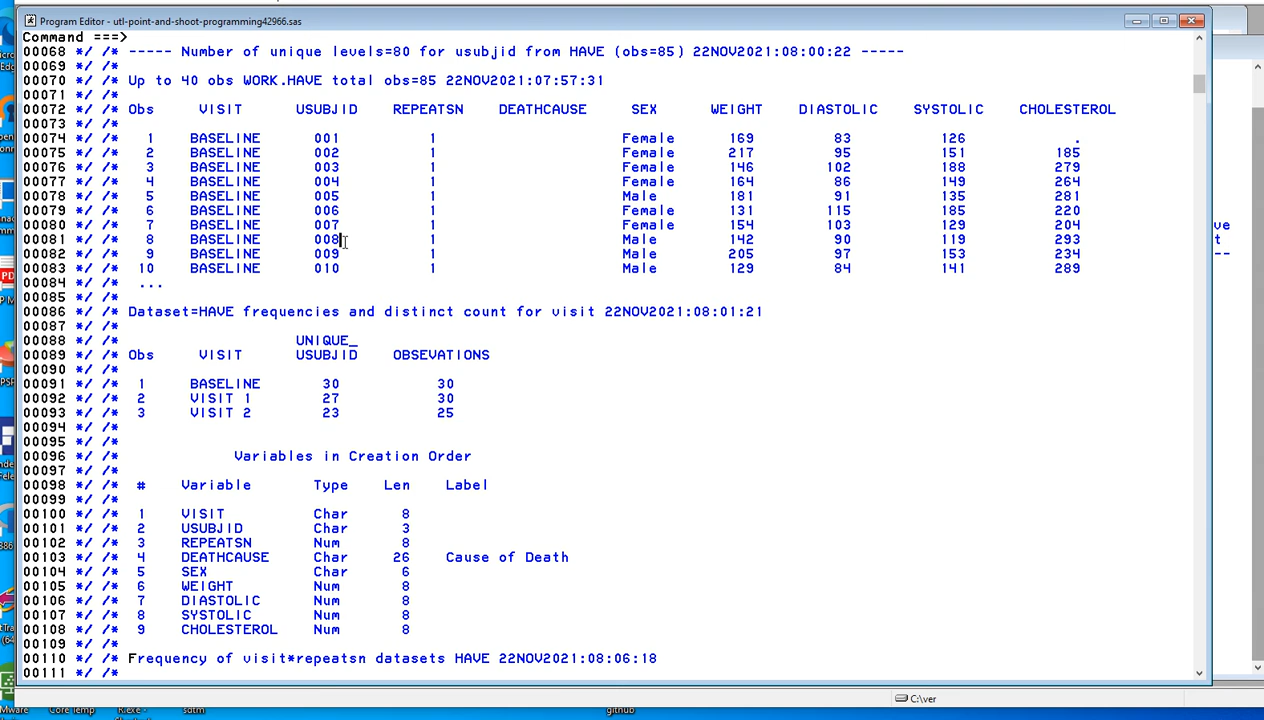 Program Editor - utl-point-and-shoot-programming42966.sas
Command ===>
00068 */ /* ----- Number of unique levels=80 for usubjid from HAVE (obs=85) 22NOV2021:08:00:22 -----
00069 */ /*
00070 */ /* Up to 40 obs WORK.HAVE total obs=85 22NOV2021:07:57:31
00071 */ /*
00072 */ /* Obs VISIT USUBJID REPEATSN DEATHCAUSE SEX WEIGHT DIASTOLIC SYSTOLIC CHOLESTEROL
00073 */ /*
00074 */ /* 1 BASELINE 001 1 Female 169 83 126 .
00075 */ /* 2 BASELINE 002 1 Female 217 95 151 185
00076 */ /* 3 BASELINE 003 1 Female 146 102 188 279
00077 */ /* 4 BASELINE 004 1 Female 164 86 149 264
00078 */ /* 5 BASELINE 005 1 Male 181 91 135 281
00079 */ /* 6 BASELINE 006 1 Female 131 115 185 220
00080 */ /* 7 BASELINE 007 1 Female 154 103 129 204
00081 */ /* 8 BASELINE 008 1 Male 142 90 119 293
00082 */ /* 9 BASELINE 009 1 Male 205 97 153 234
00083 */ /* 10 BASELINE 010 1 Male 129 84 141 289
00084 */ /* ...
00085 */ /*
00086 */ /* Dataset=HAVE frequencies and distinct count for visit 22NOV2021:08:01:21
00087 */ /*
00088 */ /* UNIQUE_
00089 */ /* Obs VISIT USUBJID OBSEVATIONS
00090 */ /*
00091 */ /* 1 BASELINE 30 30
00092 */ /* 2 VISIT 1 27 30
00093 */ /* 3 VISIT 2 23 25
00094 */ /*
00095 */ /*
00096 */ /* Variables in Creation Order
00097 */ /*
00098 */ /* # Variable Type Len Label
00099 */ /*
00100 */ /* 1 VISIT Char 8
00101 */ /* 2 USUBJID Char 3
00102 */ /* 3 REPEATSN Num 8
00103 */ /* 4 DEATHCAUSE Char 26 Cause of Death
00104 */ /* 5 SEX Char 6
00105 */ /* 6 WEIGHT Num 8
00106 */ /* 7 DIASTOLIC Num 8
00107 */ /* 8 SYSTOLIC Num 8
00108 */ /* 9 CHOLESTEROL Num 8
00109 */ /*
00110 */ /* Frequency of visit*repeatsn datasets HAVE 22NOV2021:08:06:18
00111 */ /*
C:\ver
Core Temp
sdtm
github